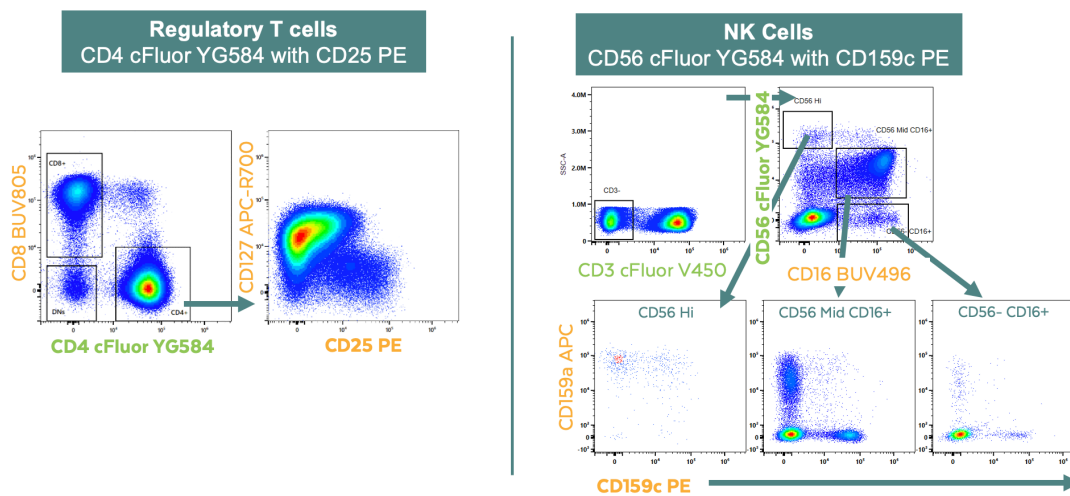 Regulatory T cells
CD4 cFluor YG584 with CD25 PE
CD8 BUV805
CD8+
DNs
CD4+
CD4 cFluor YG584
CD127 APC-R700
CD25 PE
NK Cells
CD56 cFluor YG584 with CD159c PE
SSC-A
4.0M
3.0M
2.0M
1.0M
0
CD3-
CD3 cFluor V450
CD56 cFluor YG584
CD56 Hi
CD56 Mid CD16+
CD56- CD16+
CD16 BUV496
CD159a APC
CD56 Hi
CD56 Mid CD16+
CD56- CD16+
CD159c PE